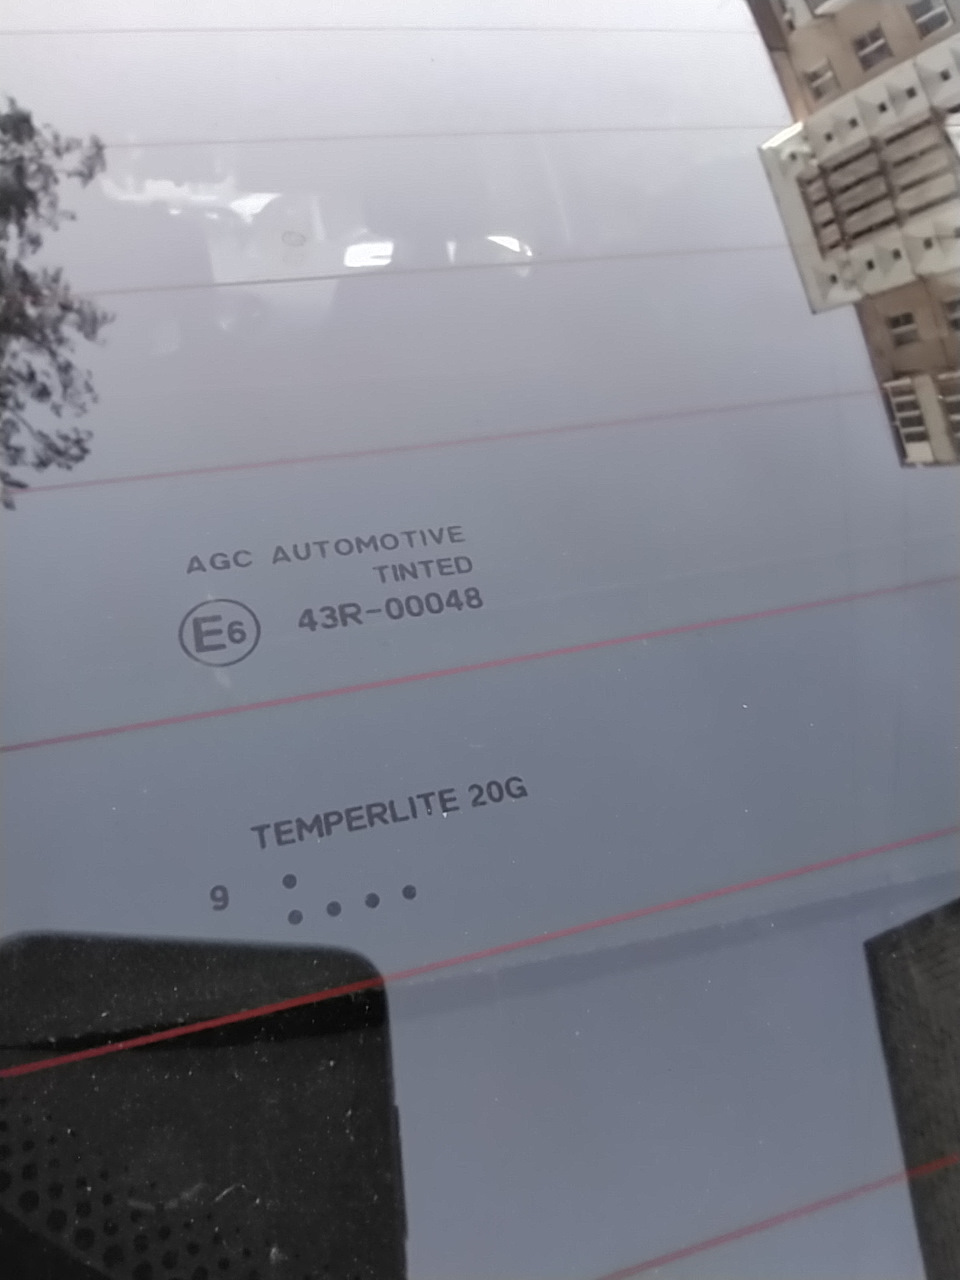 AGC AUTOMOTIVE
TINTED
E6 43R-00048
TEMPERLITE 20G
9